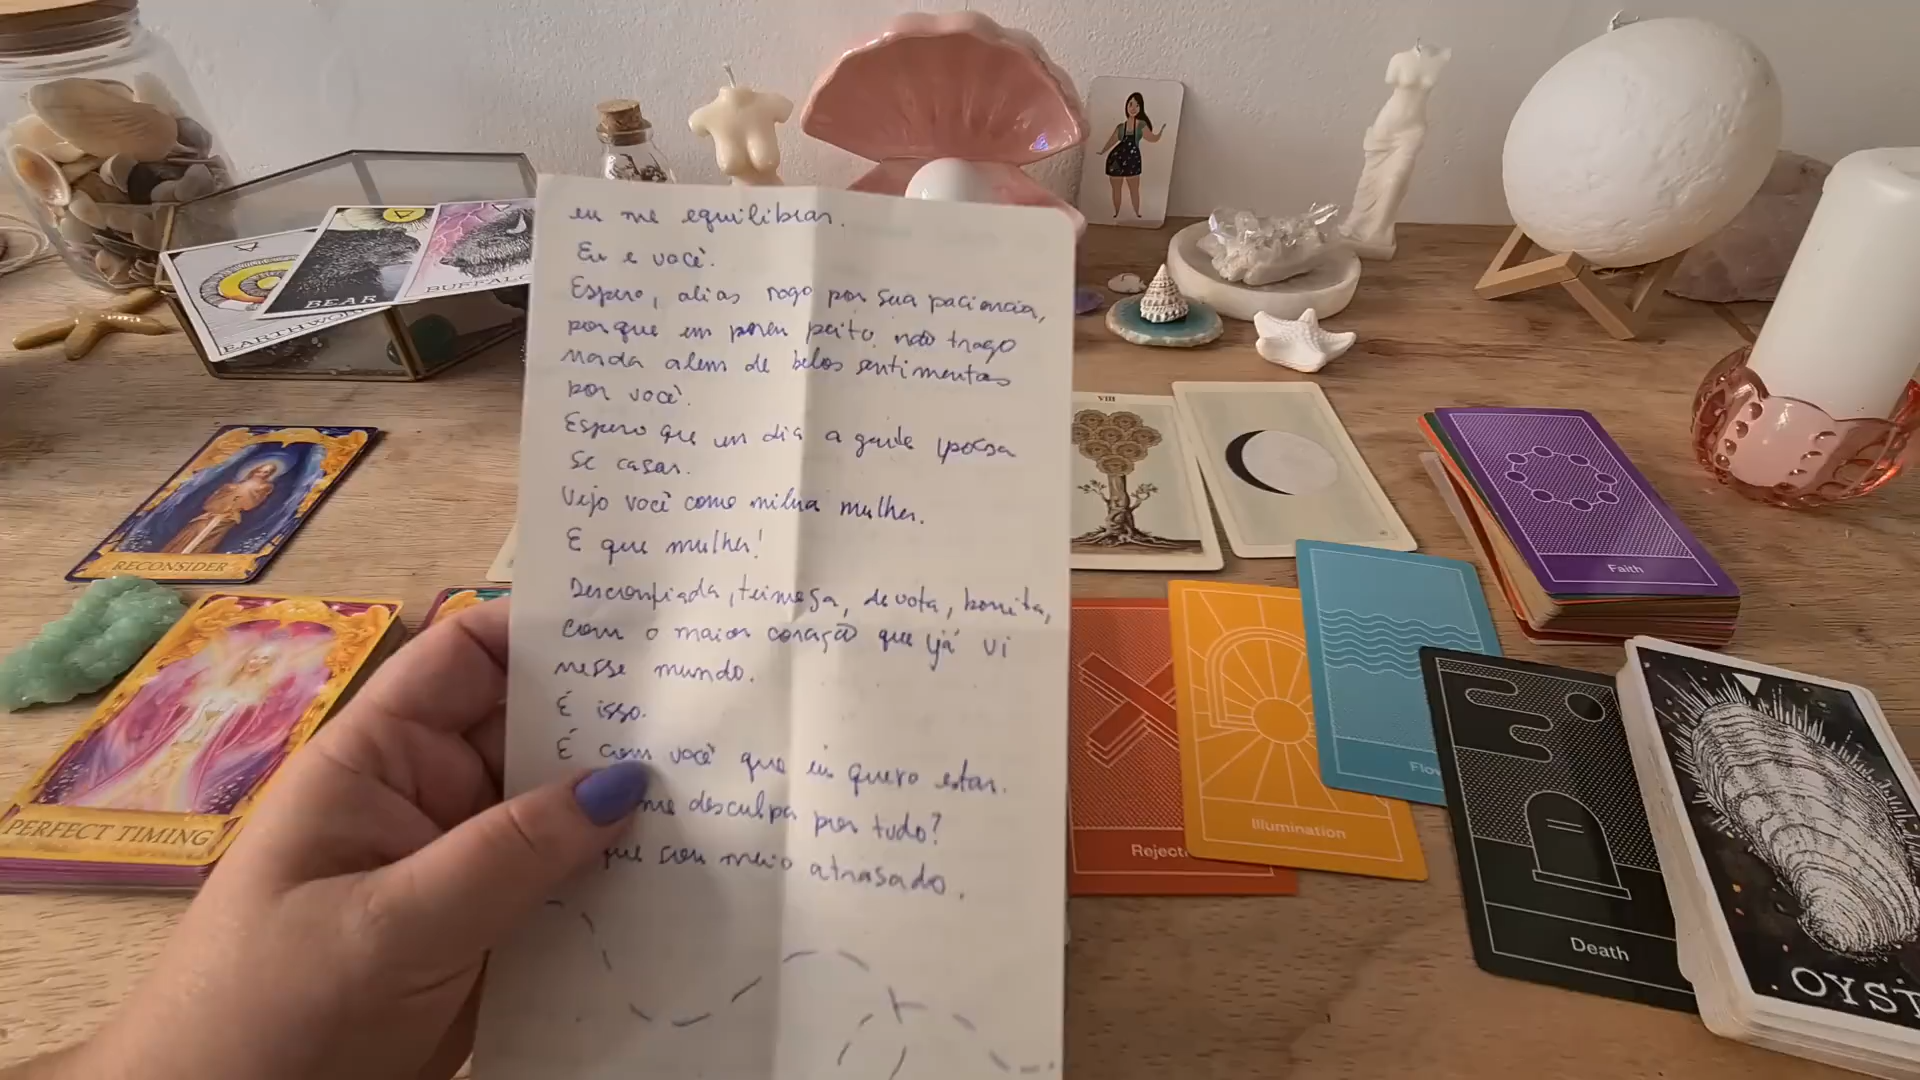 eu me equilibrar.
Eu e você.
Espero, alias rogo por sua paciencia,
porque em                peito não trago
nada alem de belos sentimentos
por você.
Espero que um dia a gente possa
se casar.
Vejo você como minha mulher.
E que mulher!
Desconfiada, teimosa, devota, bonita,
com o maior coração que já vi
nesse mundo.
É isso.
É com você que eu quero estar.
me desculpa por tudo?
que sou meio atrasado.
BEAR
BUFFALO
EARTHWORM
RECONSIDER
PERFECT TIMING
VIII
Faith
Rejecti
Illumination
Flow
Death
OYST